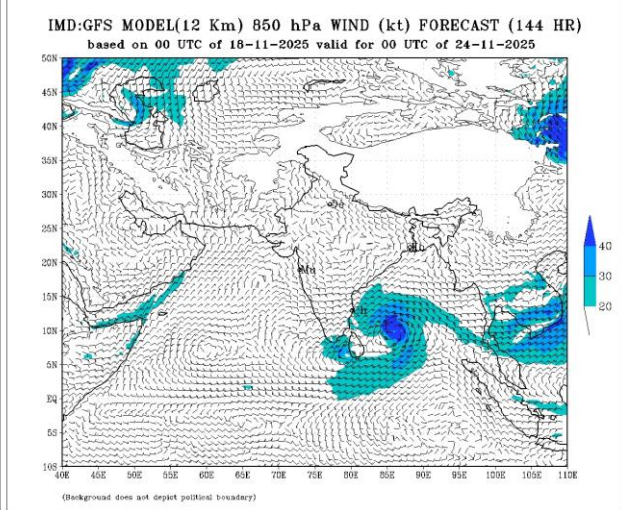 IMD:GFS MODEL(12 Km) 850 hPa WIND (kt) FORECAST (144 HR)
based on 00 UTC of 18-11-2025 valid for 00 UTC of 24-11-2025
50N
45N
40N
35N
30N
25N
20N
15N
10N
5N
EQ
5S
10S
40E 45E 50E 55E 60E 65E 70E 75E 80E 85E 90E 95E 100E 105E 110E
40
30
20
Mu
(Background does not depict political boundary)